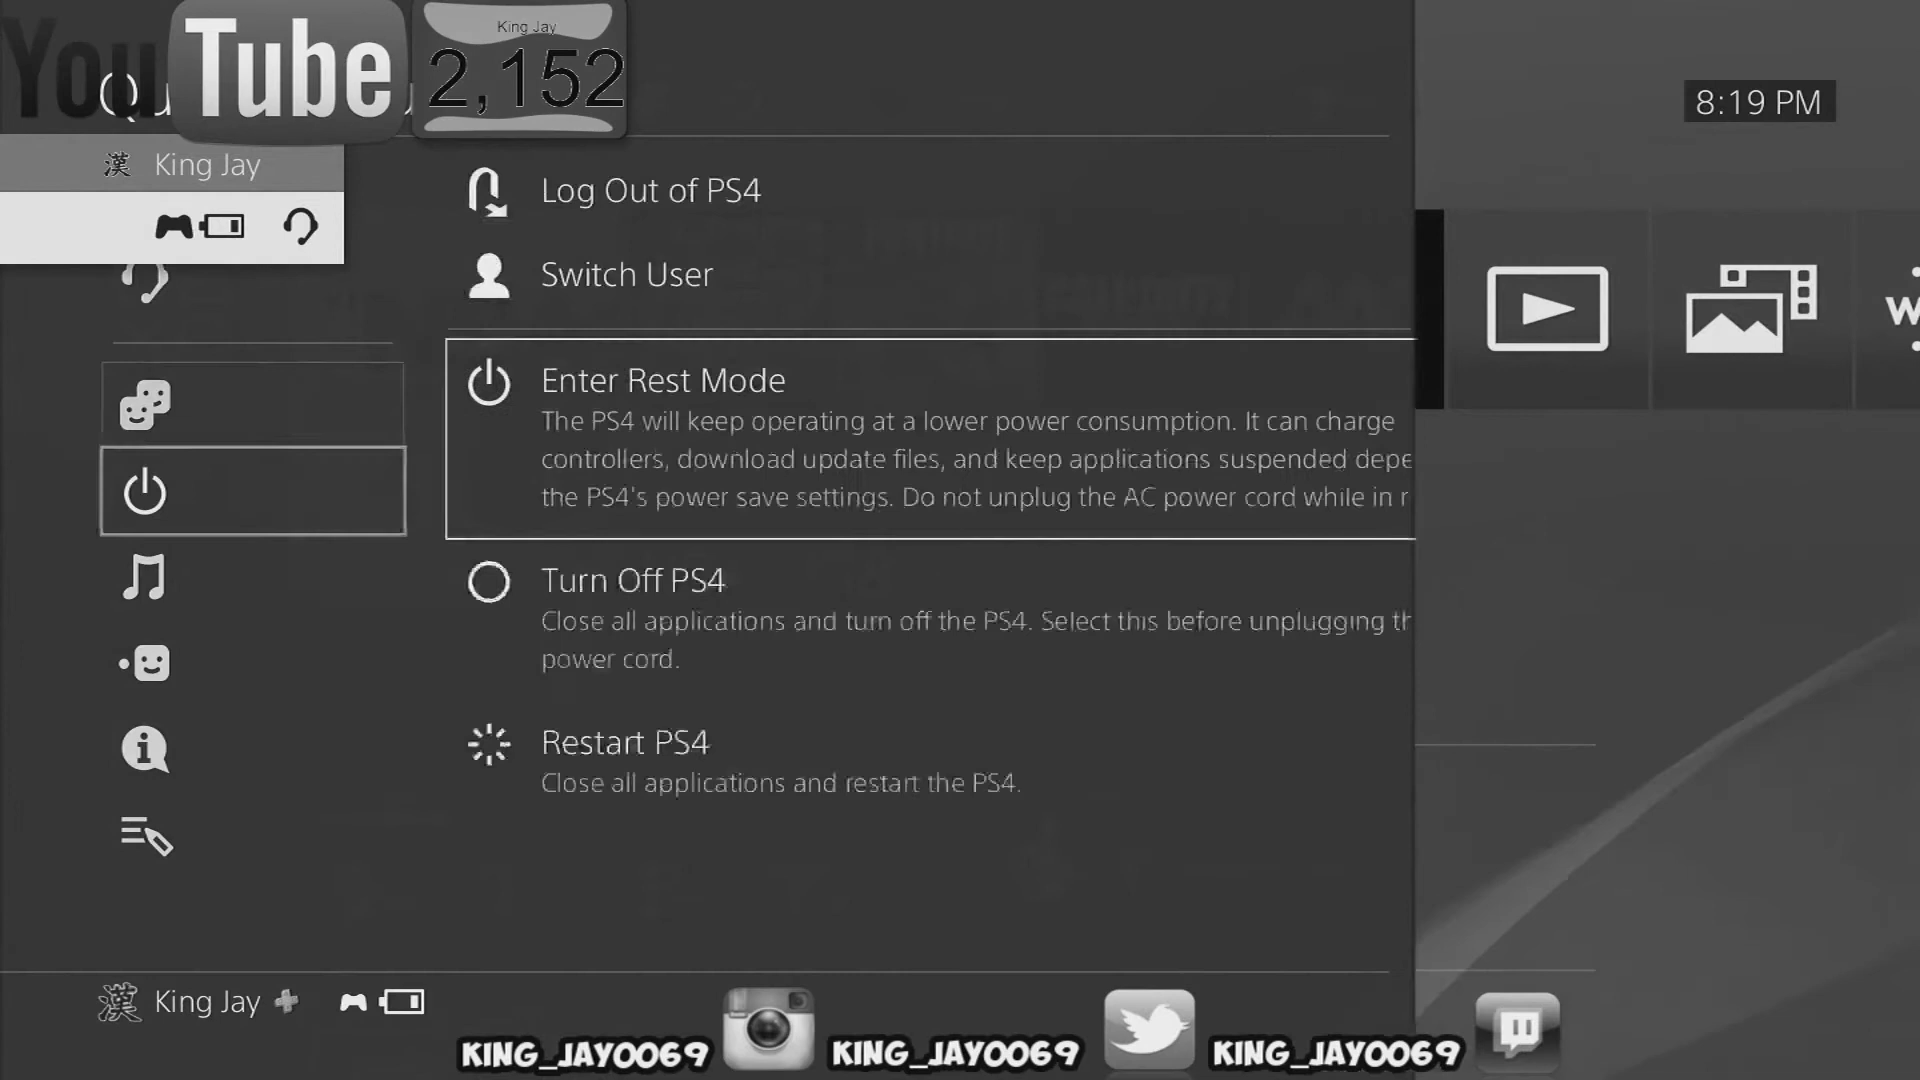 YouTube
King Jay
2,152
8:19 PM
漢 King Jay
Log Out of PS4
Switch User
Enter Rest Mode
The PS4 will keep operating at a lower power consumption. It can charge
controllers, download update files, and keep applications suspended depe
the PS4's power save settings. Do not unplug the AC power cord while in r
Turn Off PS4
Close all applications and turn off the PS4. Select this before unplugging th
power cord.
Restart PS4
Close all applications and restart the PS4.
漢 King Jay
KING_JAY0069
KING_JAY0069
KING_JAY0069